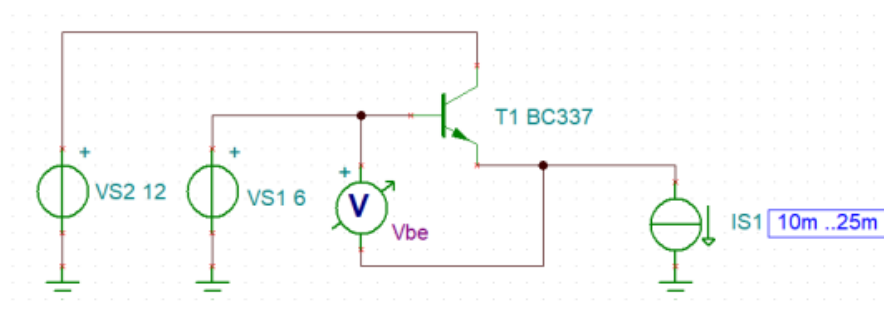 T1 BC337
+
VS2 12
+
VS1 6
+
V
Vbe
IS1 10m ..25m